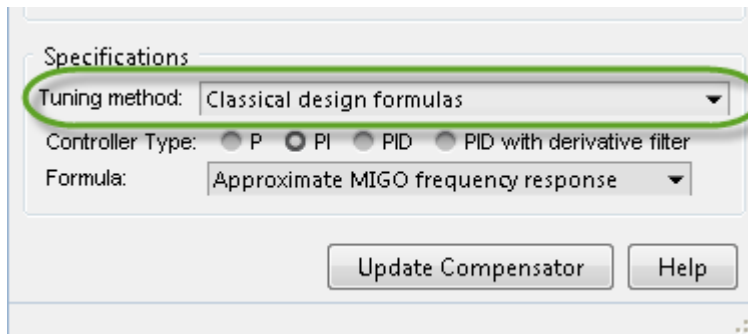 Specifications
Tuning method: Classical design formulas
Controller Type: P PI PID PID with derivative filter
Formula: Approximate MIGO frequency response
Update Compensator Help